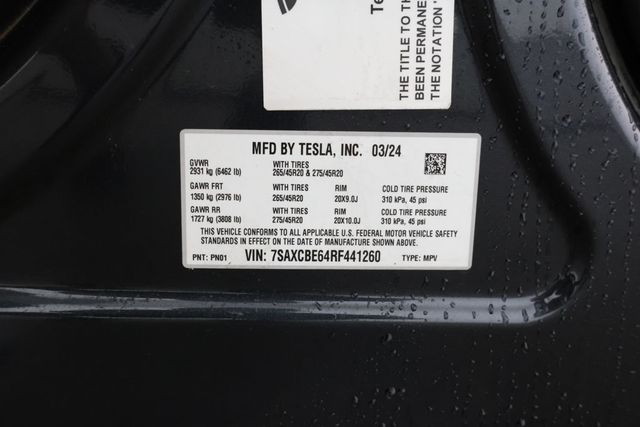 Te
THE TITLE TO THE
BEEN PERMANE
THE NOTATION "
MFD BY TESLA, INC. 03/24
GVWR WITH TIRES
2931 kg (6462 lb) 265/45R20 & 275/45R20
GAWR FRT WITH TIRES RIM COLD TIRE PRESSURE
1350 kg (2976 lb) 265/45R20 20X9.0J 310 kPa, 45 psi
GAWR RR WITH TIRES RIM COLD TIRE PRESSURE
1727 kg (3808 lb) 275/45R20 20X10.0J 310 kPa, 45 psi
THIS VEHICLE CONFORMS TO ALL APPLICABLE U.S. FEDERAL MOTOR VEHICLE SAFETY
STANDARDS IN EFFECT ON THE DATE OF MANUFACTURE SHOWN ABOVE.
PNT: PN01 VIN: 7SAXCBE64RF441260 TYPE: MPV